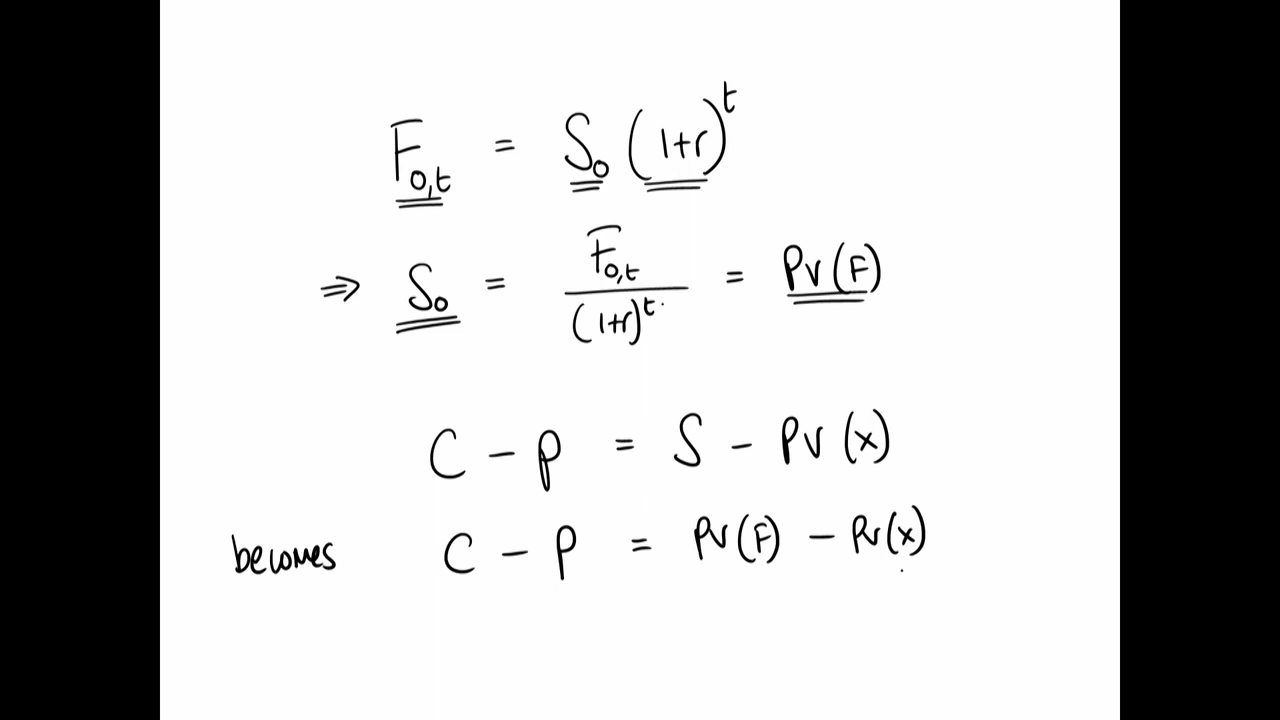 F₀,ₜ = S₀ (1+r)ᵗ
⇒ S₀ = F₀,ₜ / (1+r)ᵗ = PV(F)
C - P = S - PV(x)
becomes C - P = PV(F) - PV(x)